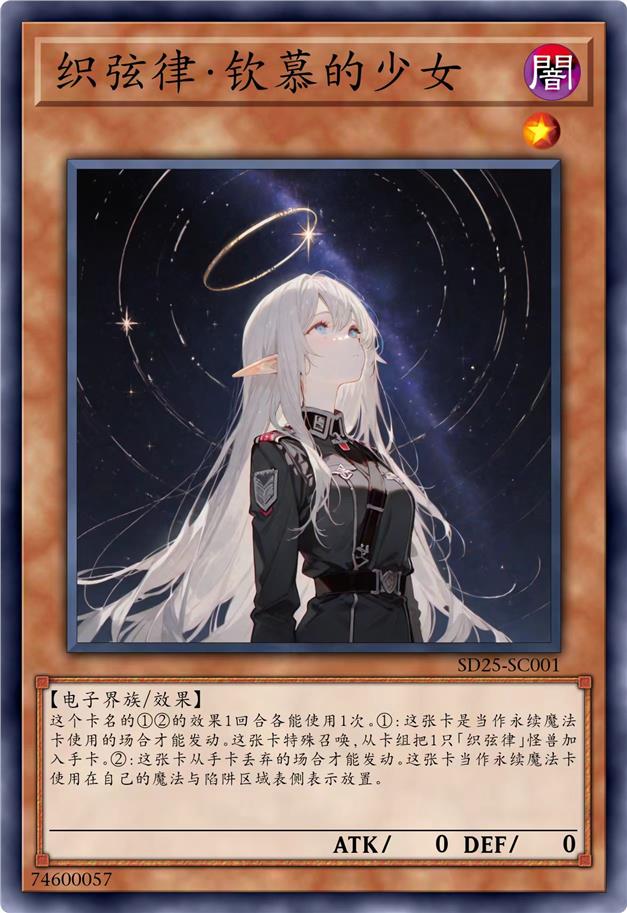 织弦律·钦慕的少女
闇
SD25-SC001
【电子界族/效果】
这个卡名的①②的效果1回合各能使用1次。①:这张卡是当作永续魔法
卡使用的场合才能发动。这张卡特殊召唤,从卡组把1只「织弦律」怪兽加
入手卡。②:这张卡从手卡丢弃的场合才能发动。这张卡当作永续魔法卡
使用在自己的魔法与陷阱区域表侧表示放置。
ATK/ 0 DEF/ 0
74600057